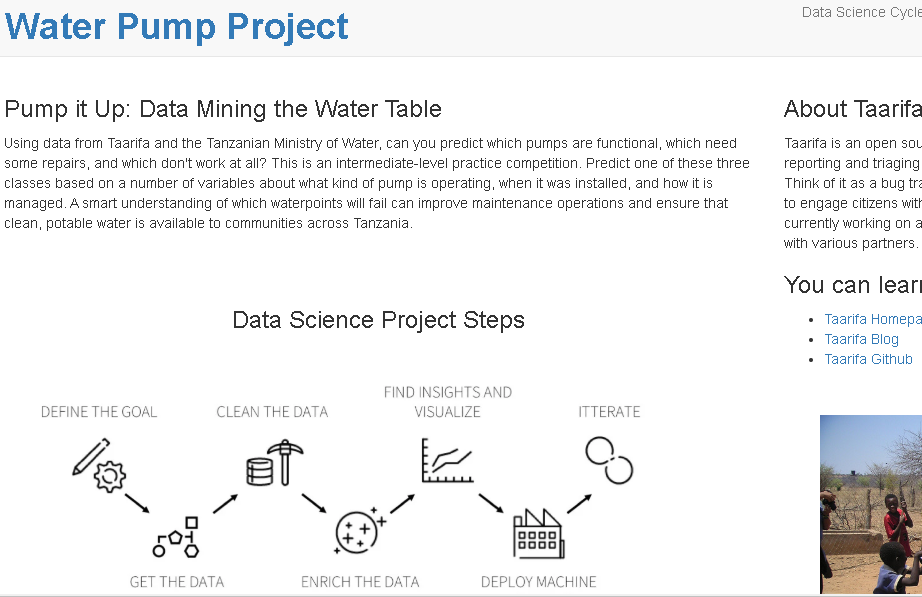 Water Pump Project
Data Science Cycle
Pump it Up: Data Mining the Water Table
Using data from Taarifa and the Tanzanian Ministry of Water, can you predict which pumps are functional, which need
some repairs, and which don't work at all? This is an intermediate-level practice competition. Predict one of these three
classes based on a number of variables about what kind of pump is operating, when it was installed, and how it is
managed. A smart understanding of which waterpoints will fail can improve maintenance operations and ensure that
clean, potable water is available to communities across Tanzania.
About Taarifa
Taarifa is an open sou
reporting and triaging
Think of it as a bug tra
to engage citizens with
currently working on a
with various partners.
You can lear
Taarifa Homepa
Taarifa Blog
Taarifa Github
Data Science Project Steps
DEFINE THE GOAL
CLEAN THE DATA
FIND INSIGHTS AND
VISUALIZE
ITTERATE
GET THE DATA
ENRICH THE DATA
DEPLOY MACHINE